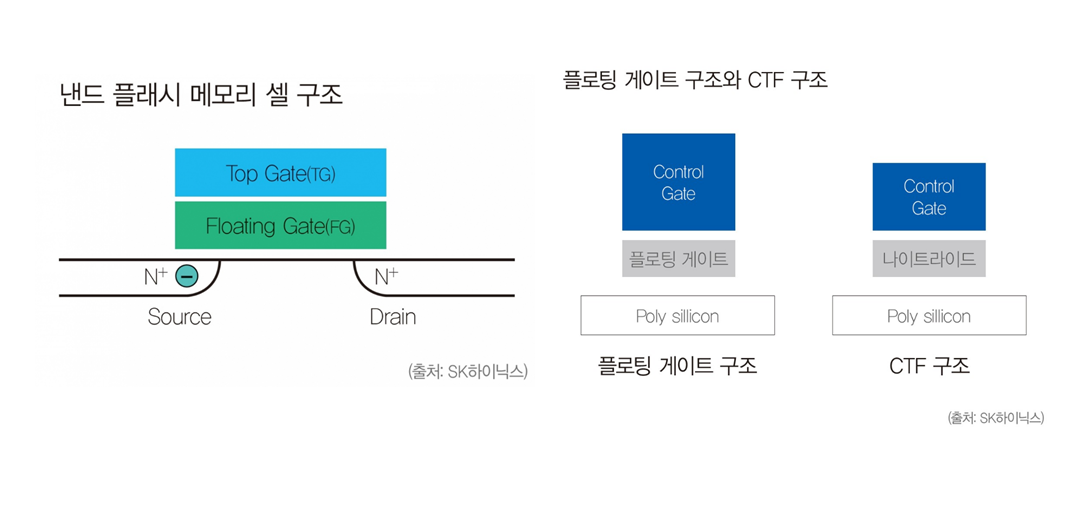 낸드 플래시 메모리 셀 구조
Top Gate(TG)
Floating Gate(FG)
N+
N+
Source
Drain
(출처: SK하이닉스)
플로팅 게이트 구조와 CTF 구조
Control
Gate
플로팅 게이트
Poly sillicon
플로팅 게이트 구조
Control
Gate
나이트라이드
Poly sillicon
CTF 구조
(출처: SK하이닉스)